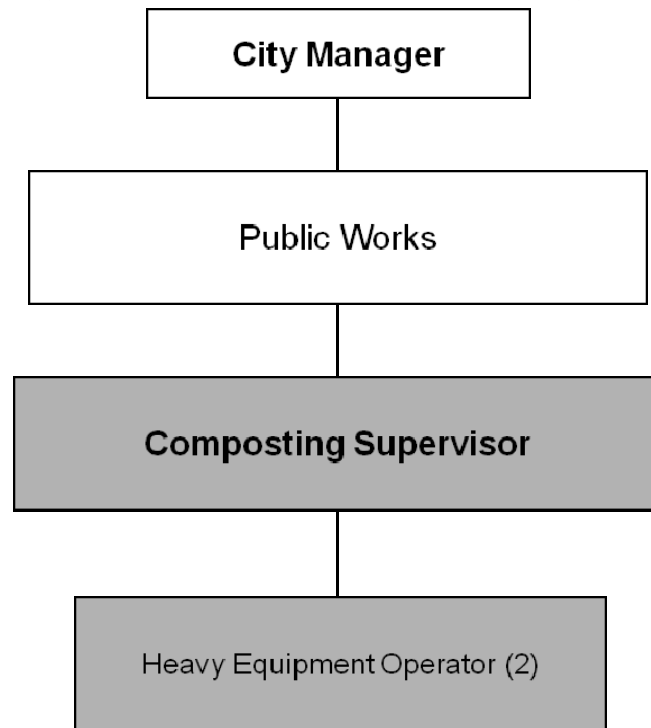 City Manager
Public Works
Composting Supervisor
Heavy Equipment Operator (2)